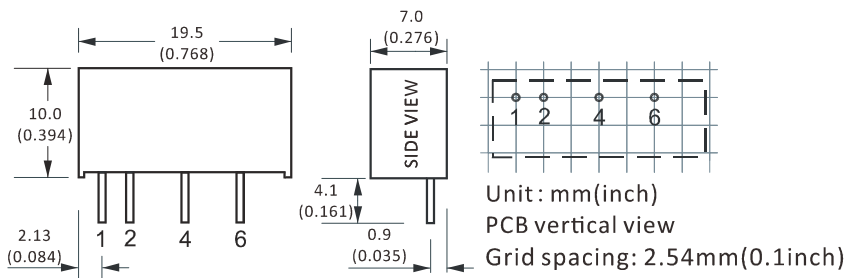 19.5
(0.768)
10.0
(0.394)
2.13
(0.084)
1 2 4 6
7.0
(0.276)
SIDE VIEW
4.1
(0.161)
0.9
(0.035)
1 2 4 6
Unit: mm(inch)
PCB vertical view
Grid spacing: 2.54mm(0.1inch)